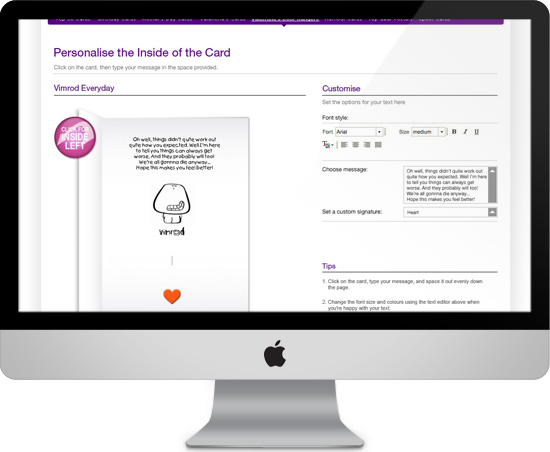 Personalise the Inside of the Card
Click on the card, then type your message in the space provided.
Vimrod Everyday
CLICK FOR
INSIDE
LEFT
Oh well, things didn't quite work out
quite how you expected. Well I'm here
to tell you things can always get
worse. And they probably will too!
We're all gonnna die anyway...
Hope this makes you feel better!
Vimrod
Customise
Set the options for your text here
Font style:
Font Arial Size medium B I U
Choose message:
Oh well, things didn't quite work out
quite how you expected. Well I'm here
to tell you things can always get
worse. And they probably will too!
We're all gonnna die anyway...
Hope this makes you feel better!
Set a custom signature: Heart
Tips
1. Click on the card, type your message, and space it out evenly down
the page.
2. Change the font size and colours using the text editor above when
you're happy with your text.